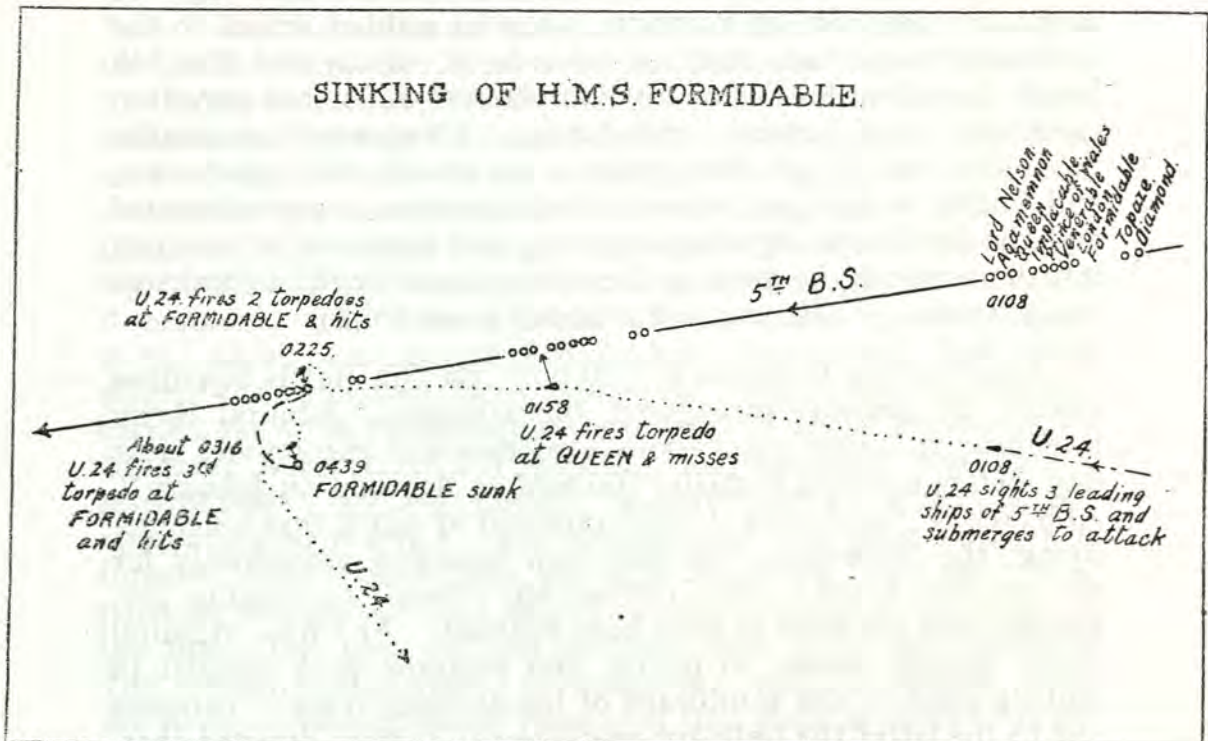 SINKING OF H.M.S. FORMIDABLE.
Lord Nelson.
Agamemnon
Queen
Implacable
Prince of Wales
Venerable
London
Formidable
Topaze.
Diamond.
0108
5TH B.S.
U.24 fires 2 torpedoes
at FORMIDABLE & hits
0225.
0158
U.24 fires torpedo
at QUEEN & misses
U.24.
0108.
U.24 sights 3 leading
ships of 5TH B.S. and
submerges to attack
About 0316
U.24 fires 3rd
torpedo at
FORMIDABLE
and hits
0439
FORMIDABLE sunk
U.24.